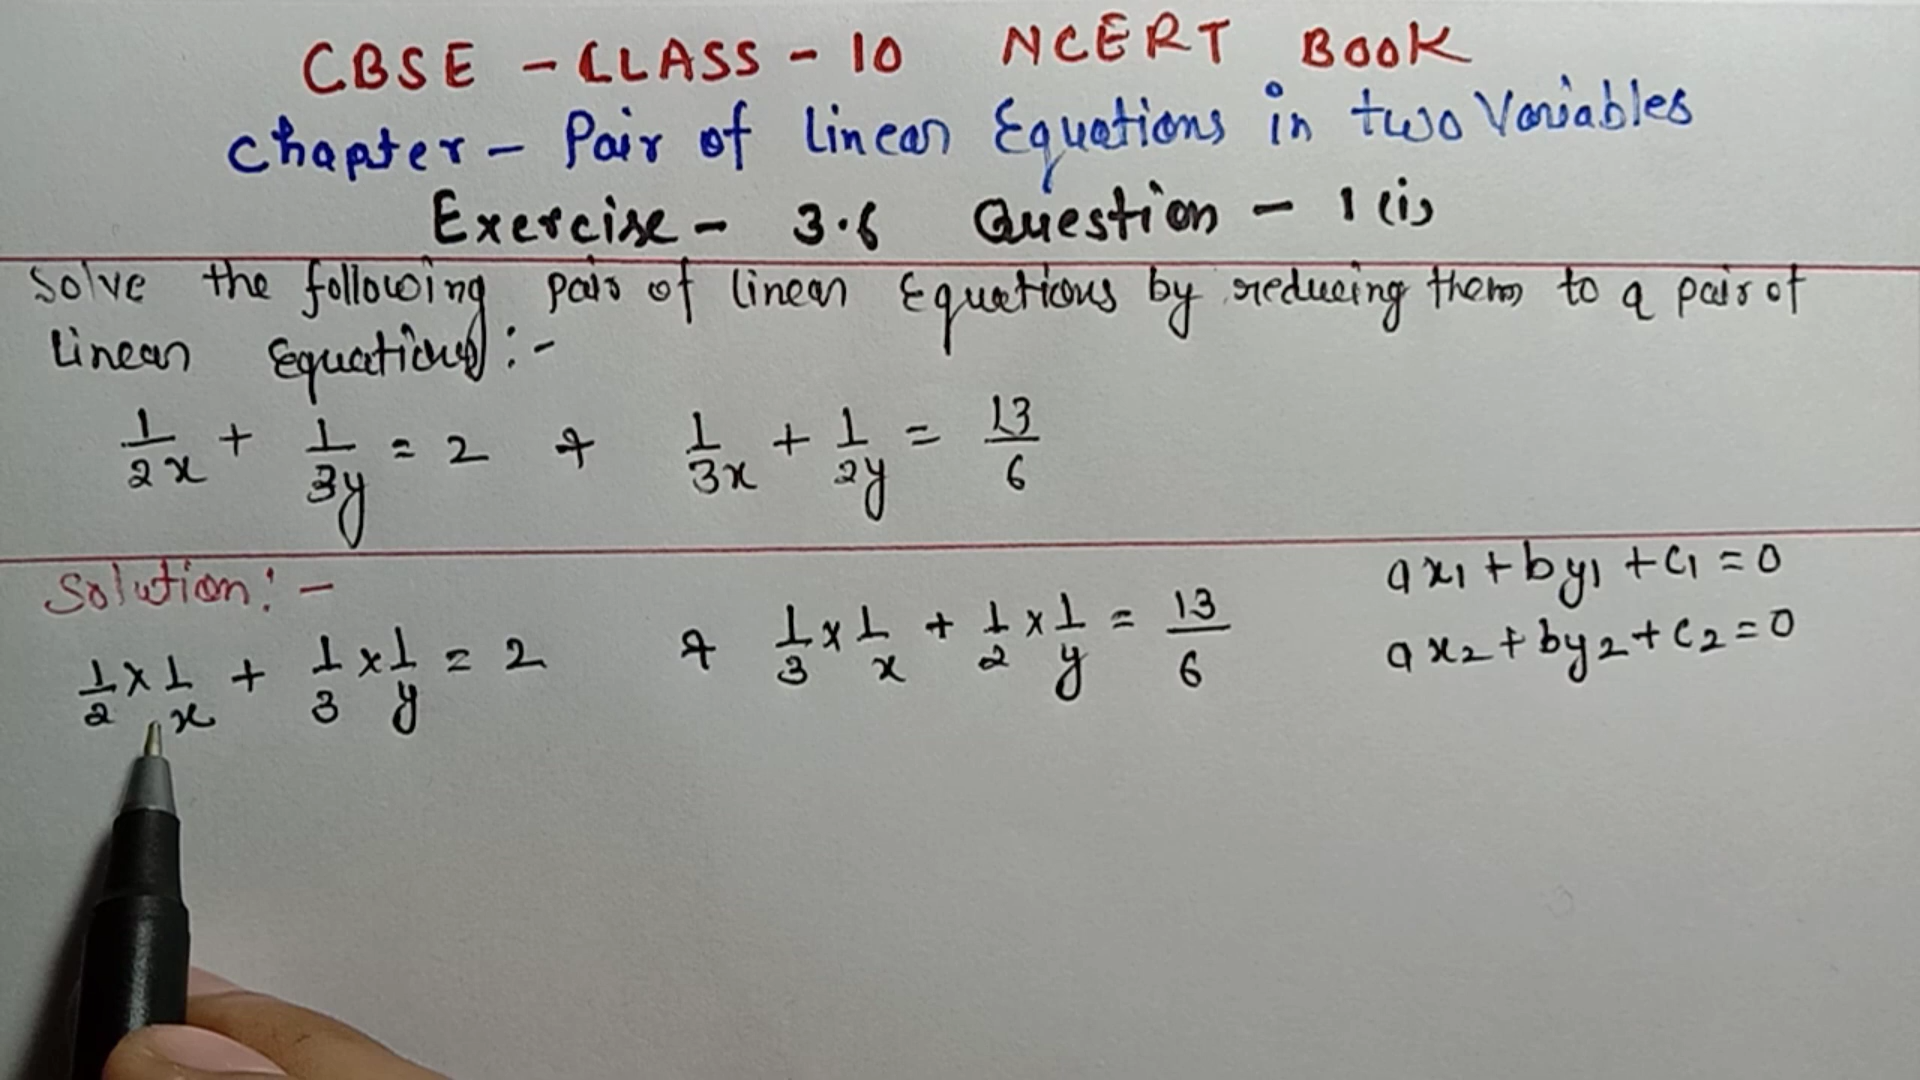 CBSE - CLASS - 10 NCERT BOOK
Chapter - Pair of Linear Equations in two Variables
Exercise - 3.6 Question - 1 (i)
Solve the following pair of linear Equations by reducing them to a pair of
linear Equations :-
1/2x + 1/3y = 2 & 1/3x + 1/2y = 13/6
Solution :-
1/2 × 1/x + 1/3 × 1/y = 2 & 1/3 × 1/x + 1/2 × 1/y = 13/6
ax₁ + by₁ + c₁ = 0
ax₂ + by₂ + c₂ = 0